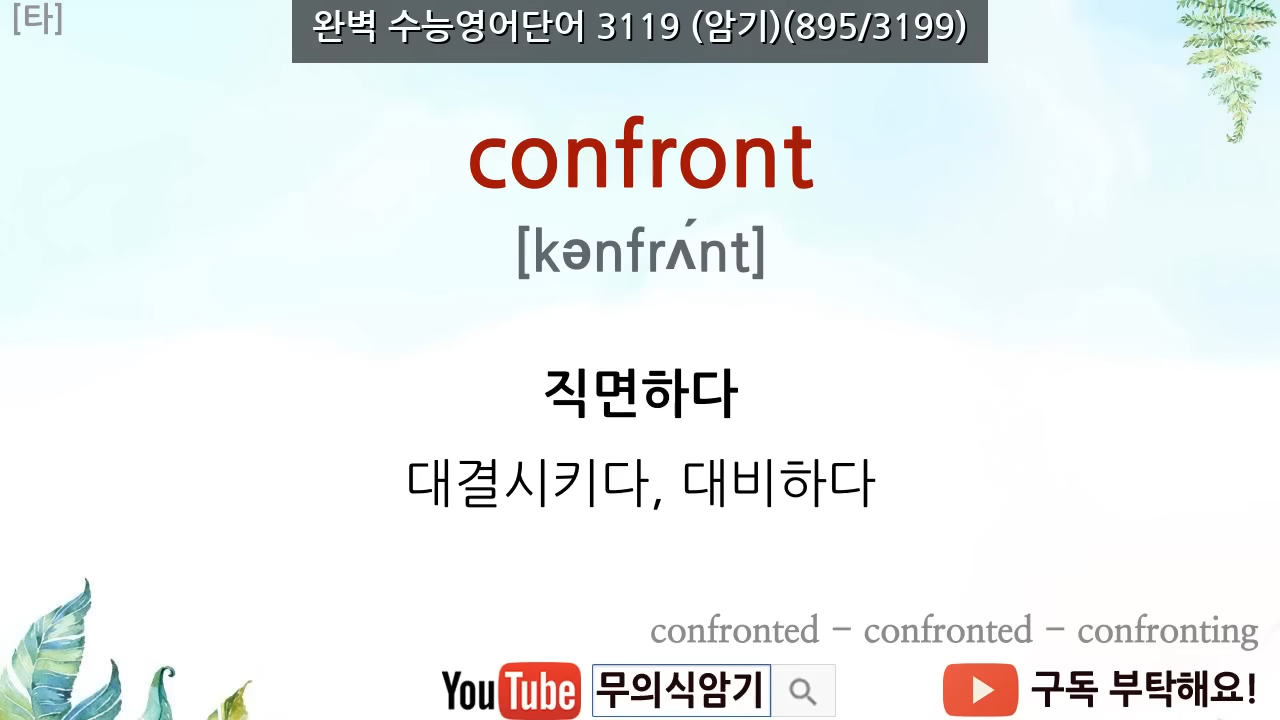 [타]
완벽 수능영어단어 3119 (암기)(895/3199)
confront
[kənfrʌ́nt]
직면하다
대결시키다, 대비하다
confronted - confronted - confronting
YouTube 무의식암기 구독 부탁해요!